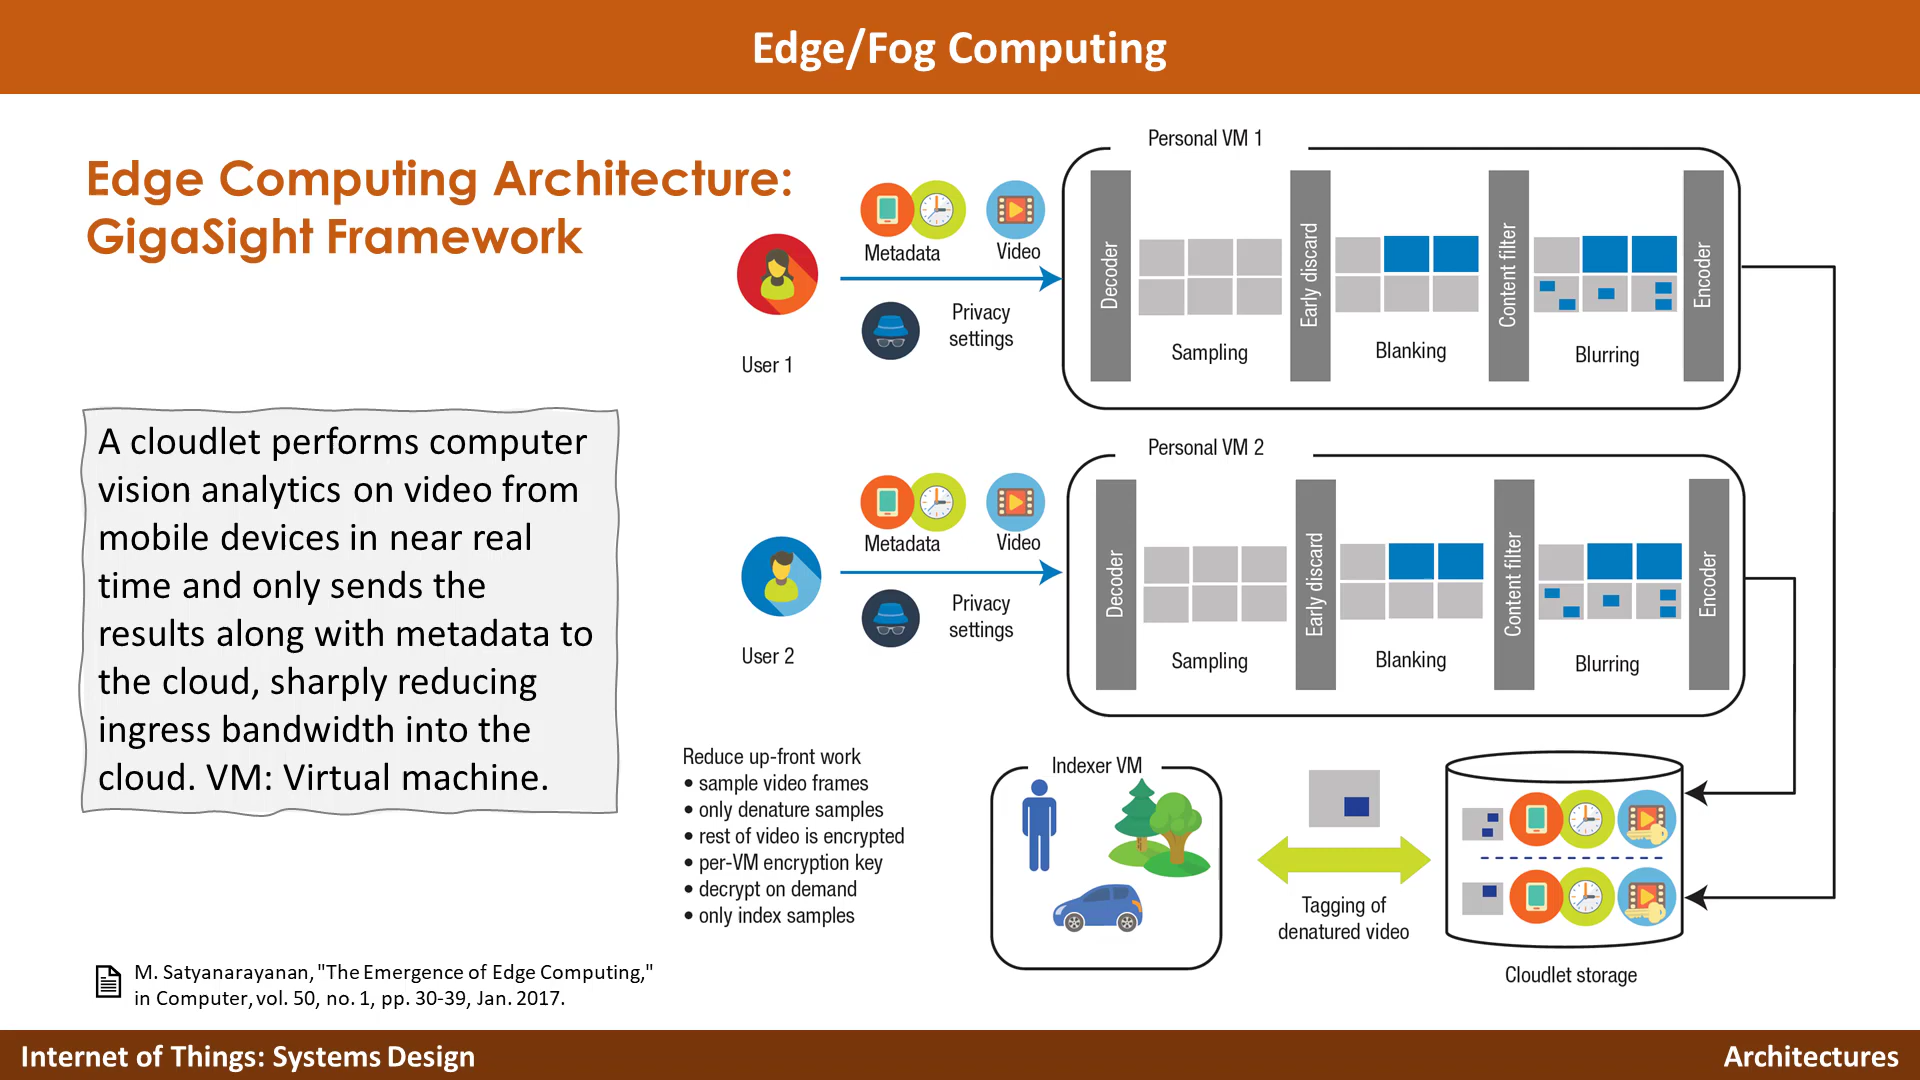 Edge/Fog Computing
Edge Computing Architecture:
GigaSight Framework
A cloudlet performs computer
vision analytics on video from
mobile devices in near real
time and only sends the
results along with metadata to
the cloud, sharply reducing
ingress bandwidth into the
cloud. VM: Virtual machine.
M. Satyanarayanan, "The Emergence of Edge Computing,"
in Computer, vol. 50, no. 1, pp. 30-39, Jan. 2017.
User 1
Metadata
Video
Privacy
settings
Personal VM 1
Decoder
Sampling
Early discard
Blanking
Content filter
Blurring
Encoder
User 2
Metadata
Video
Privacy
settings
Personal VM 2
Decoder
Sampling
Early discard
Blanking
Content filter
Blurring
Encoder
Reduce up-front work
• sample video frames
• only denature samples
• rest of video is encrypted
• per-VM encryption key
• decrypt on demand
• only index samples
Indexer VM
Tagging of
denatured video
Cloudlet storage
Internet of Things: Systems Design
Architectures